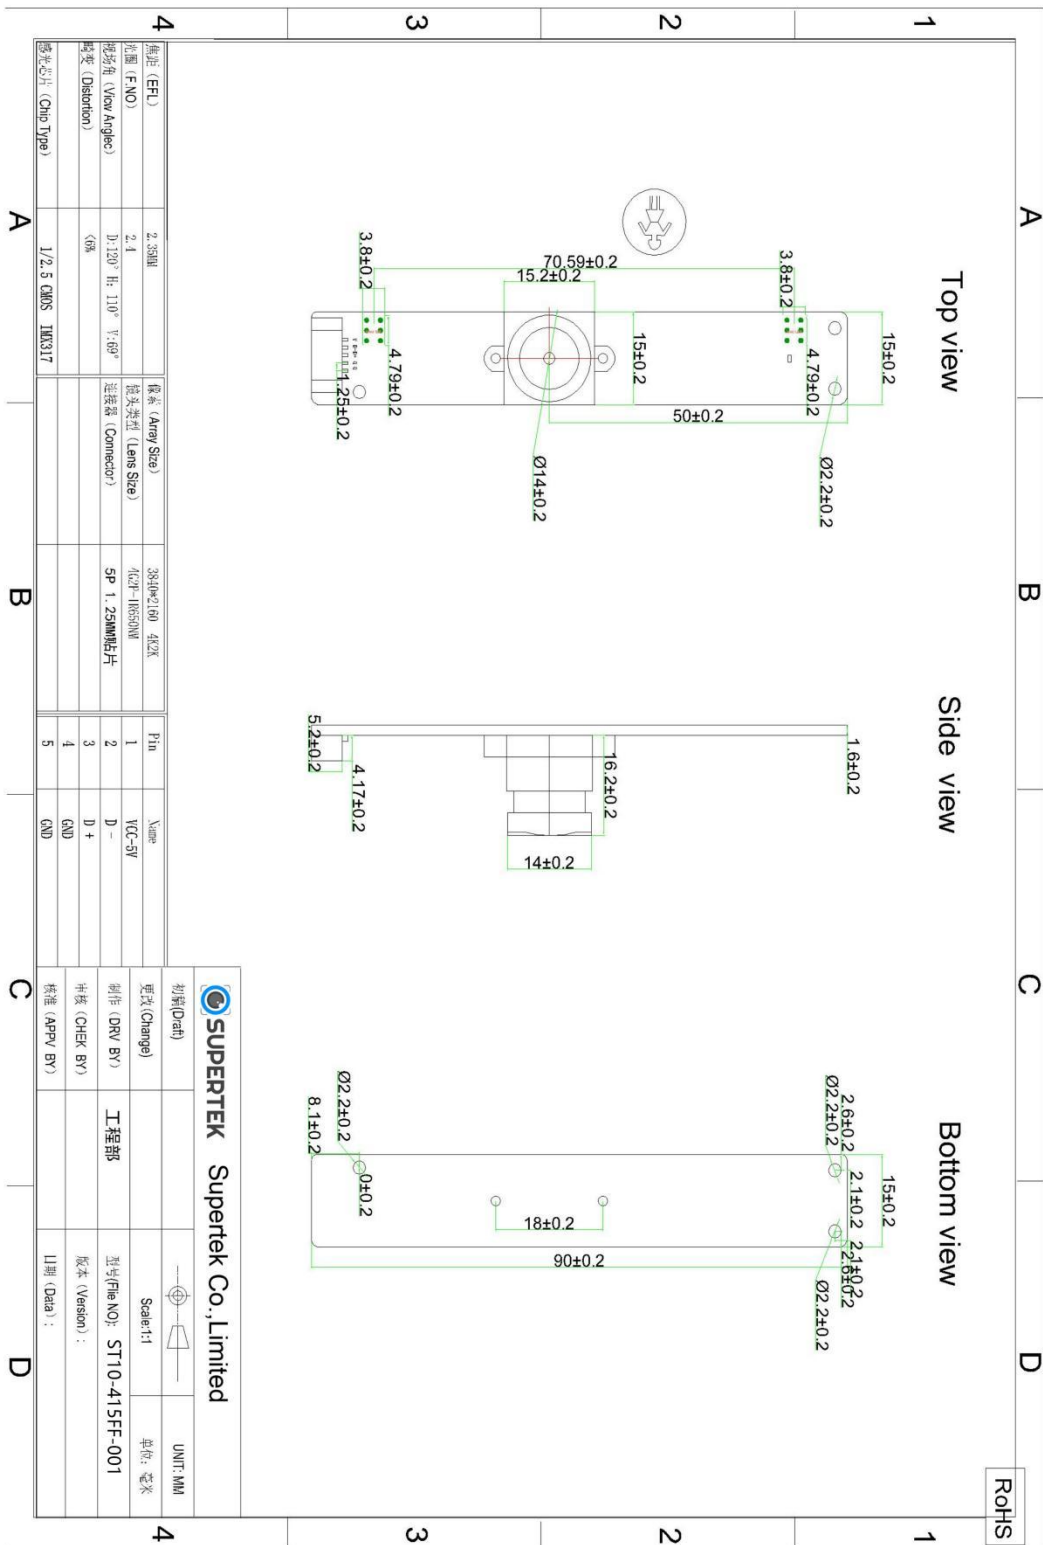 1
2
3
4
A
B
C
D
RoHS
Top view
Side view
Bottom view
15±0.2
3.8±0.2
4.79±0.2
Ø2.2±0.2
50±0.2
70.59±0.2
15.2±0.2
15±0.2
3.8±0.2
4.79±0.2
1.25±0.2
Ø14±0.2
1.6±0.2
16.2±0.2
14±0.2
5.2±0.2
4.17±0.2
2.6±0.2
Ø2.2±0.2
15±0.2
2.1±0.2
2.1±0.2
2.6±0.2
Ø2.2±0.2
18±0.2
90±0.2
Ø2.2±0.2
0±0.2
8.1±0.2
焦距（EFL） 2.35MM 像素（Array Size） 3840*2160 4K2K Pin Name
光圈（F.NO） 2.4 镜头类型（Lens Size） 4G2P-IR650NM 1 VCC-5V
视场角（View Anglec） D:120° H: 110° V:69° 连接器（Connector） 5P 1.25MM贴片 2 D -
畸变（Distortion） <6% 3 D +
4 GND
感光芯片（Chip Type） 1/2.5 CMOS IMX317 5 GND
SUPERTEK Supertek Co.,Limited
初稿(Draft) UNIT: MM
更改(Change) Scale:1:1 单位: 毫米
制作（DRV BY） 工程部 型号(File NO): ST10-415FF-001
审核（CHEK BY） 版本（Version）:
核准（APPV BY） 日期（Data）:
A
B
C
D
1
2
3
4